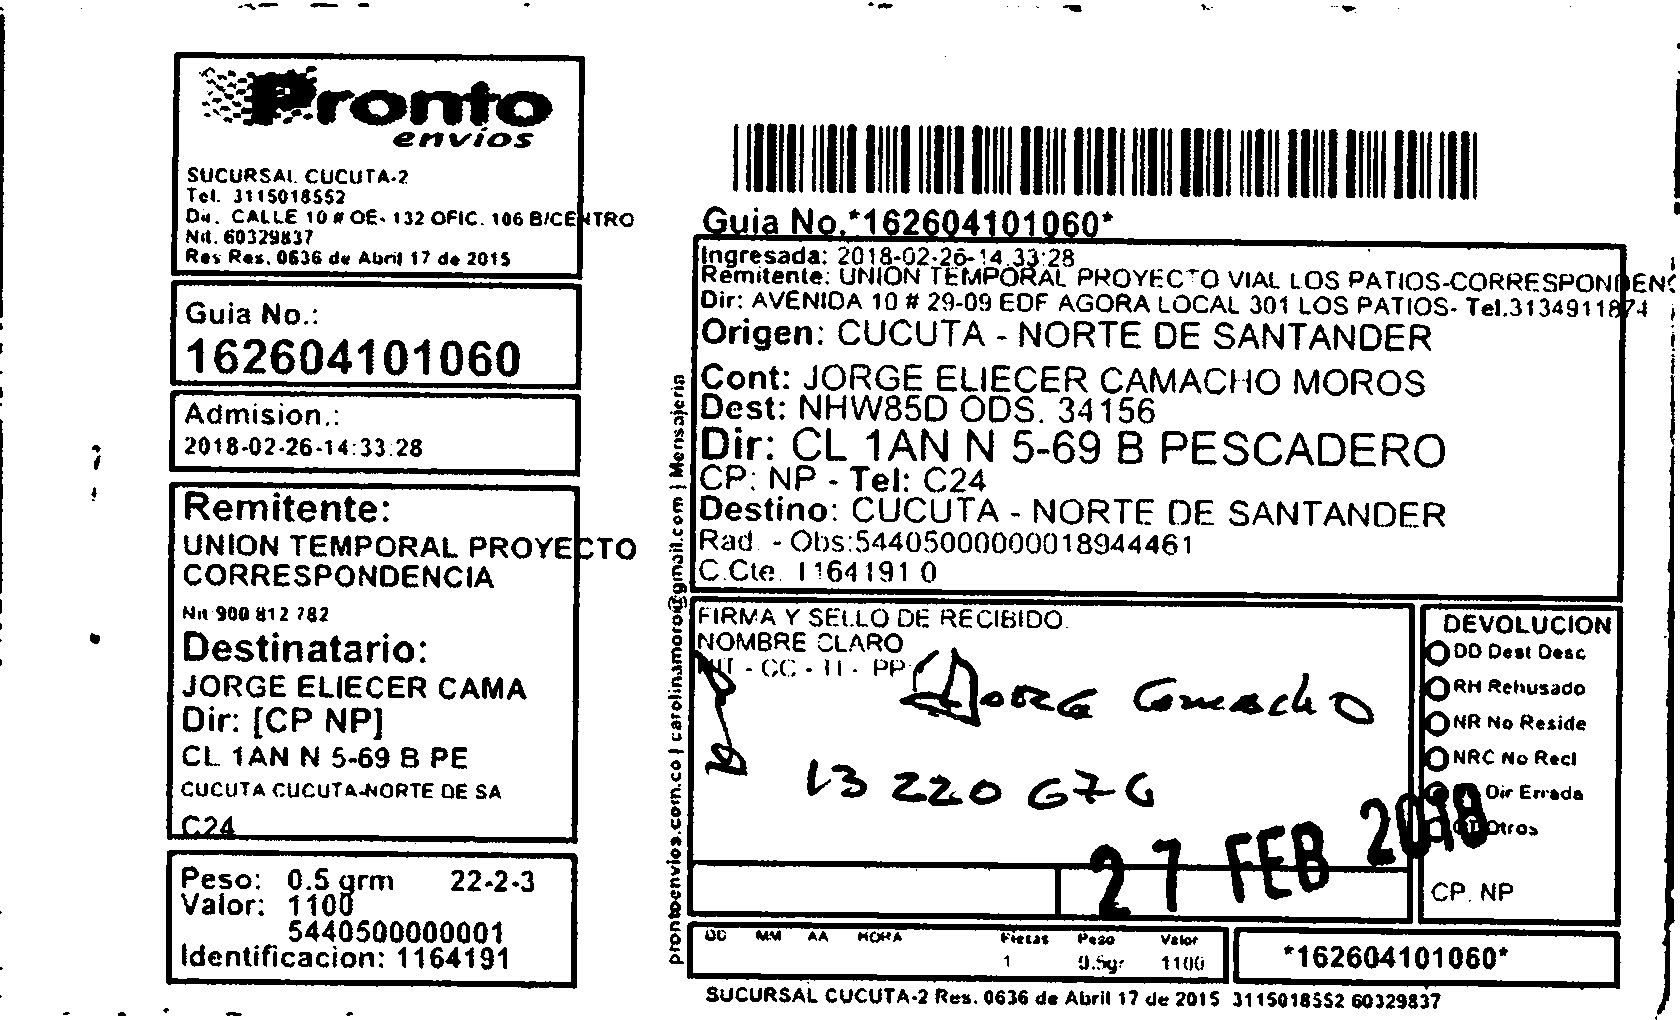 Pronto
envios
SUCURSAL CUCUTA-2
Tel. 3115018552
Dir. CALLE 10 # OE- 132 OFIC. 106 B/CENTRO
Nit. 60329837
Res Res. 0636 de Abril 17 de 2015
Guia No.:
162604101060
Admision.:
2018-02-26-14:33:28
Remitente:
UNION TEMPORAL PROYECTO
CORRESPONDENCIA
Nit 900 812 782
Destinatario:
JORGE ELIECER CAMA
Dir: [CP NP]
CL 1AN N 5-69 B PE
CUCUTA CUCUTA-NORTE DE SA
C24
Peso: 0.5 grm 22-2-3
Valor: 1100
5440500000001
Identificacion: 1164191
prontoenvios.com.co | carolinamoro@gmail.com | Mensajeria
Guia No.*162604101060*
Ingresada: 2018-02-26-14:33:28
Remitente: UNION TEMPORAL PROYECTO VIAL LOS PATIOS-CORRESPONDENC
Dir: AVENIDA 10 # 29-09 EDF AGORA LOCAL 301 LOS PATIOS- Tel.3134911874
Origen: CUCUTA - NORTE DE SANTANDER
Cont: JORGE ELIECER CAMACHO MOROS
Dest: NHW85D ODS. 34156
Dir: CL 1AN N 5-69 B PESCADERO
CP: NP - Tel: C24
Destino: CUCUTA - NORTE DE SANTANDER
Rad. - Obs:54405000000018944461
C.Cte. 1164191 0
FIRMA Y SELLO DE RECIBIDO
NOMBRE CLARO
NIT - CC - TI - PP
Jorge Camacho
13 220 676
27 FEB 2018
DEVOLUCION
DD Dest Desc
RH Rehusado
NR No Reside
NRC No Recl
Dir Errada
OT Otros
CP. NP
DD MM AA HORA Piezas Peso Valor
1 0.5gr 1100
*162604101060*
SUCURSAL CUCUTA-2 Res. 0636 de Abril 17 de 2015 3115018552 60329837